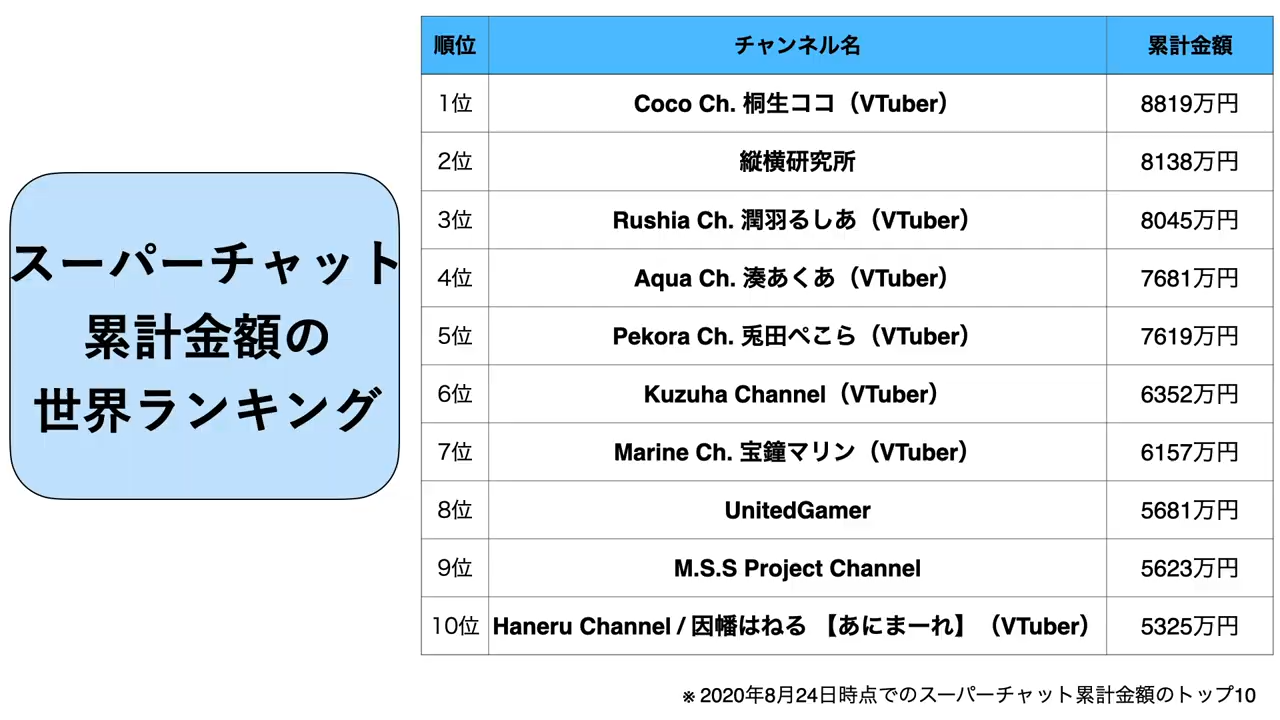 スーパーチャット
累計金額の
世界ランキング
順位 チャンネル名 累計金額
1位 Coco Ch. 桐生ココ（VTuber） 8819万円
2位 縦横研究所 8138万円
3位 Rushia Ch. 潤羽るしあ（VTuber） 8045万円
4位 Aqua Ch. 湊あくあ（VTuber） 7681万円
5位 Pekora Ch. 兎田ぺこら（VTuber） 7619万円
6位 Kuzuha Channel（VTuber） 6352万円
7位 Marine Ch. 宝鐘マリン（VTuber） 6157万円
8位 UnitedGamer 5681万円
9位 M.S.S Project Channel 5623万円
10位 Haneru Channel / 因幡はねる 【あにまーれ】（VTuber） 5325万円
※ 2020年8月24日時点でのスーパーチャット累計金額のトップ10